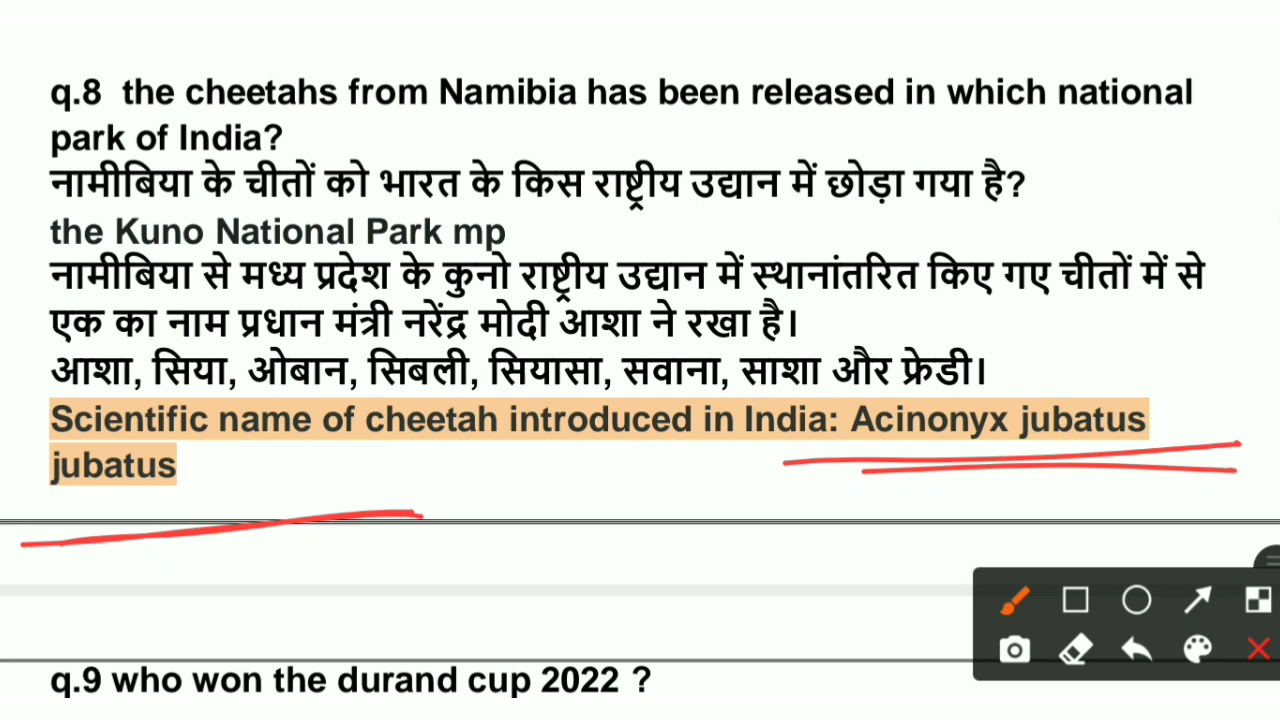 q.8 the cheetahs from Namibia has been released in which national
park of India?
नामीबिया के चीतों को भारत के किस राष्ट्रीय उद्यान में छोड़ा गया है?
the Kuno National Park mp
नामीबिया से मध्य प्रदेश के कुनो राष्ट्रीय उद्यान में स्थानांतरित किए गए चीतों में से
एक का नाम प्रधान मंत्री नरेंद्र मोदी आशा ने रखा है।
आशा, सिया, ओबान, सिबली, सियासा, सवाना, साशा और फ्रेडी।
Scientific name of cheetah introduced in India: Acinonyx jubatus
jubatus
q.9 who won the durand cup 2022 ?